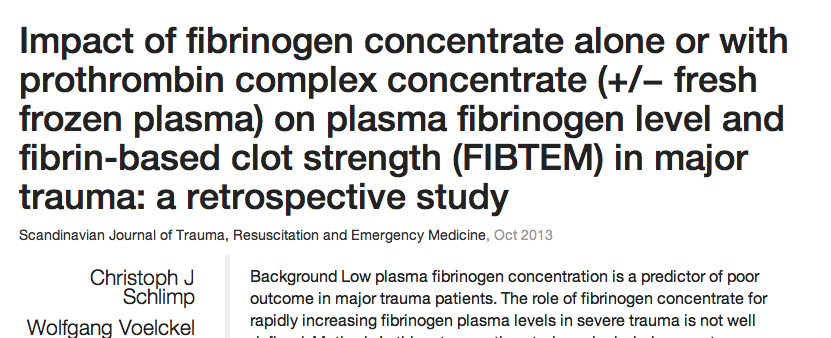 Impact of fibrinogen concentrate alone or with
prothrombin complex concentrate (+/− fresh
frozen plasma) on plasma fibrinogen level and
fibrin-based clot strength (FIBTEM) in major
trauma: a retrospective study
Scandinavian Journal of Trauma, Resuscitation and Emergency Medicine, Oct 2013
Christoph J
Schlimp
Wolfgang Voelckel
Background Low plasma fibrinogen concentration is a predictor of poor
outcome in major trauma patients. The role of fibrinogen concentrate for
rapidly increasing fibrinogen plasma levels in severe trauma is not well